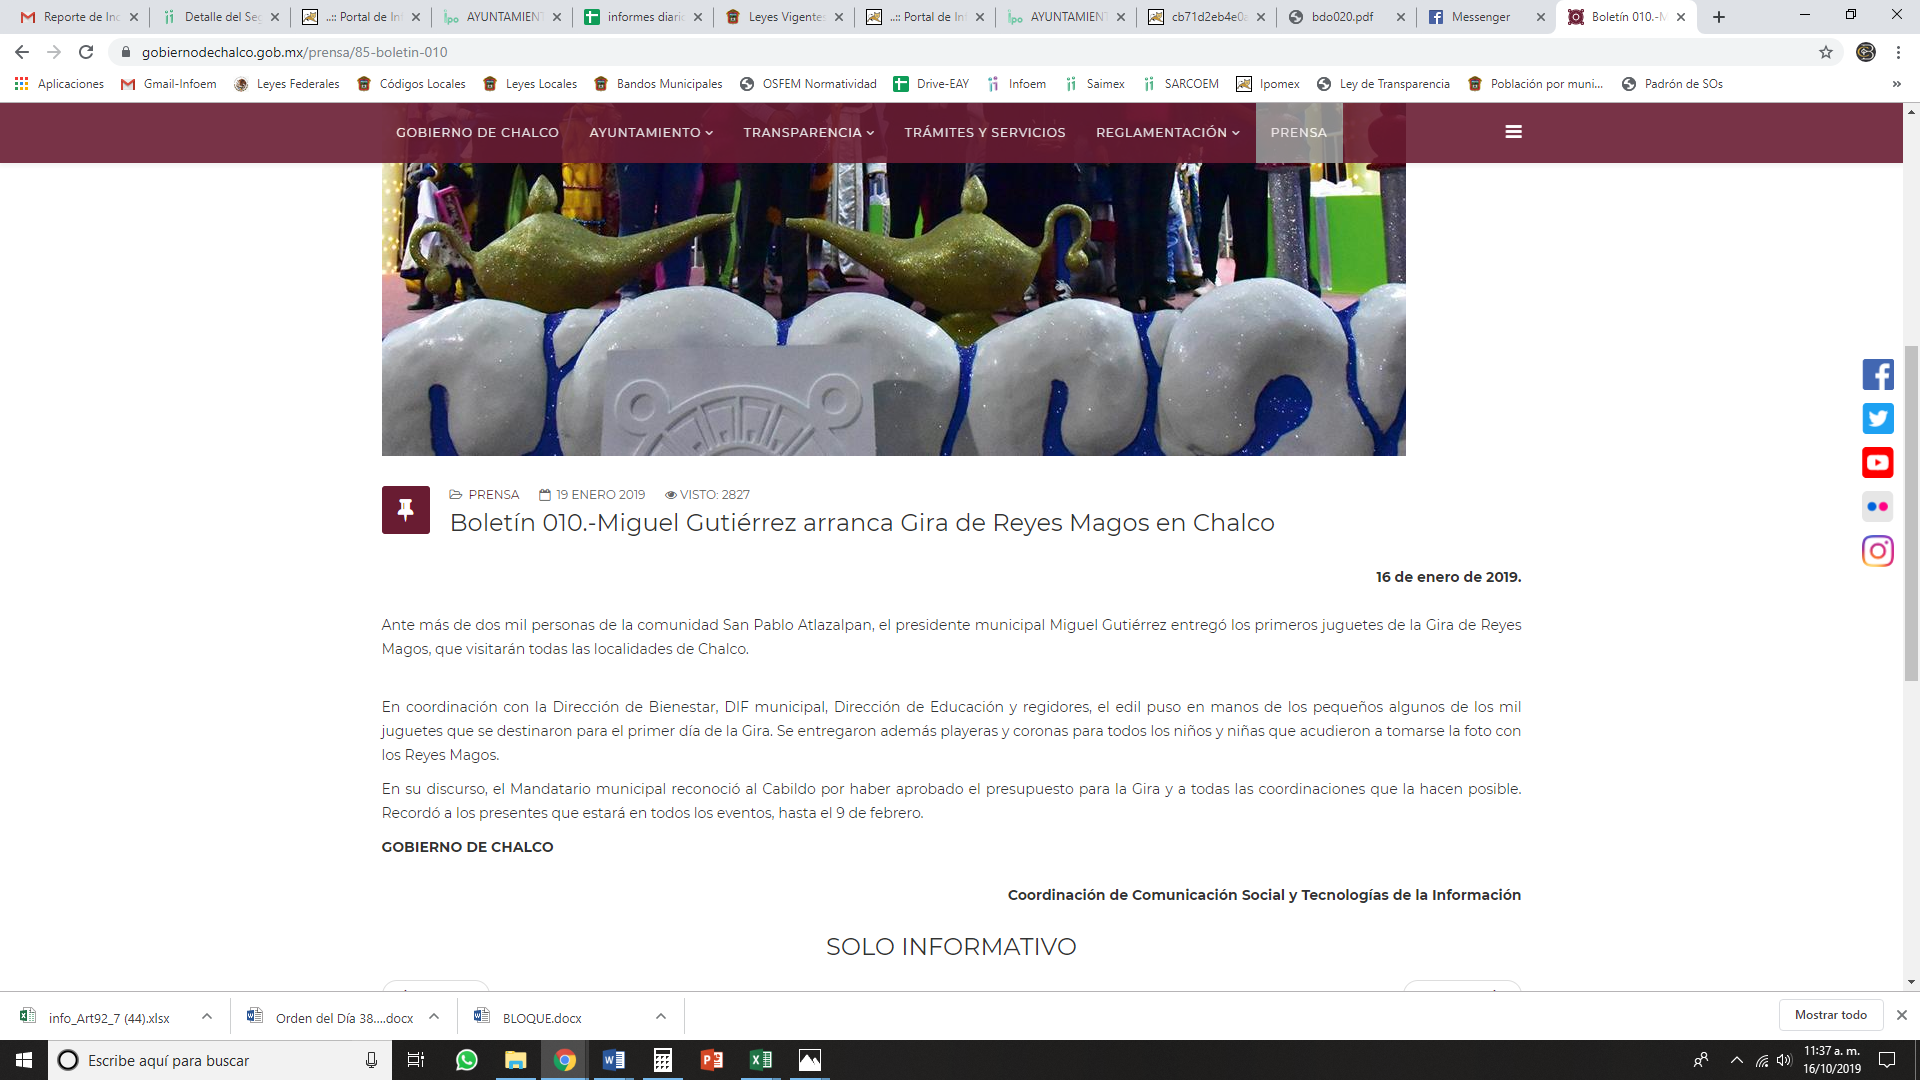 Reporte de Inc
Detalle del Seg
..:: Portal de Inf
AYUNTAMIENT
informes diario
Leyes Vigentes
..:: Portal de Inf
AYUNTAMIENT
cb71d2eb4e0a
bdo020.pdf
Messenger
Boletín 010.-M
gobiernodechalco.gob.mx/prensa/85-boletin-010
Aplicaciones
Gmail-Infoem
Leyes Federales
Códigos Locales
Leyes Locales
Bandos Municipales
OSFEM Normatividad
Drive-EAY
Infoem
Saimex
SARCOEM
Ipomex
Ley de Transparencia
Población por muni...
Padrón de SOs
»
GOBIERNO DE CHALCO
AYUNTAMIENTO
TRANSPARENCIA
TRÁMITES Y SERVICIOS
REGLAMENTACIÓN
PRENSA
PRENSA 19 ENERO 2019 VISTO: 2827
Boletín 010.-Miguel Gutiérrez arranca Gira de Reyes Magos en Chalco
16 de enero de 2019.
Ante más de dos mil personas de la comunidad San Pablo Atlazalpan, el presidente municipal Miguel Gutiérrez entregó los primeros juguetes de la Gira de Reyes
Magos, que visitarán todas las localidades de Chalco.
En coordinación con la Dirección de Bienestar, DIF municipal, Dirección de Educación y regidores, el edil puso en manos de los pequeños algunos de los mil
juguetes que se destinaron para el primer día de la Gira. Se entregaron además playeras y coronas para todos los niños y niñas que acudieron a tomarse la foto con
los Reyes Magos.
En su discurso, el Mandatario municipal reconoció al Cabildo por haber aprobado el presupuesto para la Gira y a todas las coordinaciones que la hacen posible.
Recordó a los presentes que estará en todos los eventos, hasta el 9 de febrero.
GOBIERNO DE CHALCO
Coordinación de Comunicación Social y Tecnologías de la Información
SOLO INFORMATIVO
info_Art92_7 (44).xlsx
Orden del Día 38....docx
BLOQUE.docx
Mostrar todo
Escribe aquí para buscar
11:37 a. m.
16/10/2019